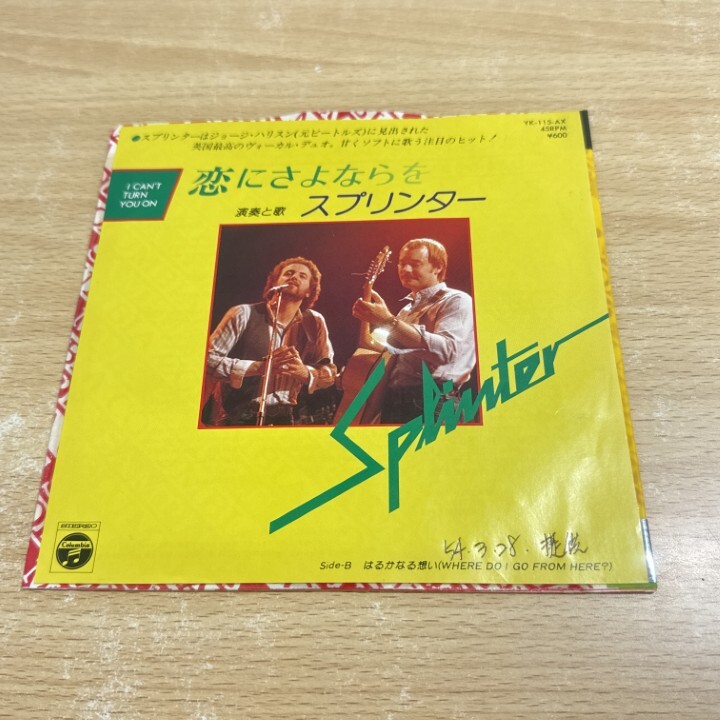 YK-115-AX
45RPM
¥600
●スプリンターはジョージ・ハリスン(元ビートルズ)に見出された
英国最高のヴォーカル・デュオ。甘くソフトに歌う注目のヒット!
I CAN'T
TURN
YOU ON
恋にさよならを
演奏と歌 スプリンター
Splinter
STEREO
Columbia
54.3.28.
Side-B はるかなる想い(WHERE DO I GO FROM HERE?)